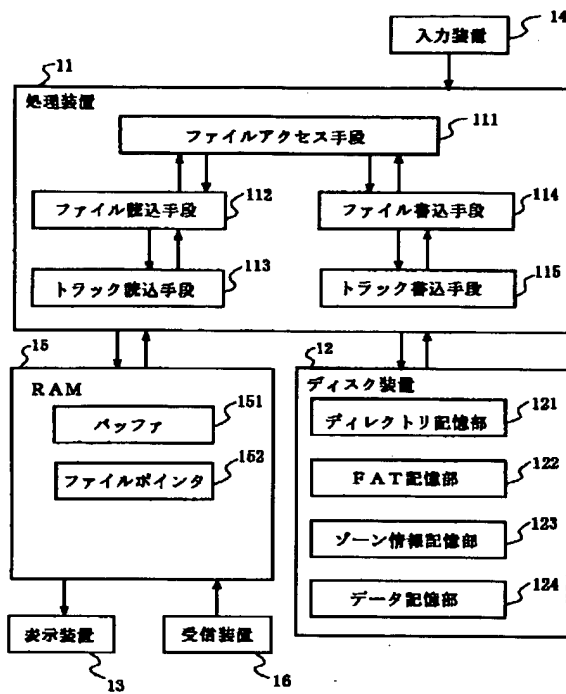 14
入力装置
11
処理装置
ファイルアクセス手段
111
ファイル読込手段
112
ファイル書込手段
114
トラック読込手段
113
トラック書込手段
115
15
RAM
バッファ
151
ファイルポインタ
152
12
ディスク装置
ディレクトリ記憶部
121
FAT記憶部
122
ゾーン情報記憶部
123
データ記憶部
124
表示装置
13
受信装置
16